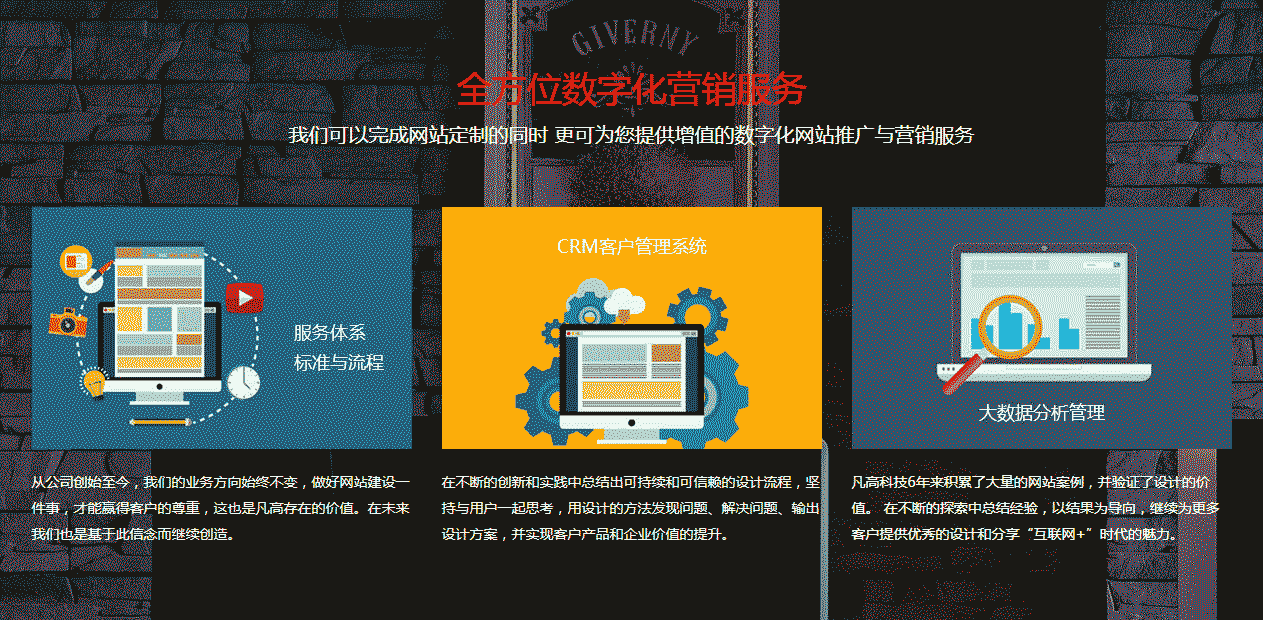 GIVERNY
全方位数字化营销服务
我们可以完成网站定制的同时 更可为您提供增值的数字化网站推广与营销服务
服务体系
标准与流程
CRM客户管理系统
大数据分析管理
从公司创始至今，我们的业务方向始终不变，做好网站建设一
件事，才能赢得客户的尊重，这也是凡高存在的价值。在未来
我们也是基于此信念而继续创造。
在不断的创新和实践中总结出可持续和可信赖的设计流程，坚
持与用户一起思考，用设计的方法发现问题、解决问题、输出
设计方案，并实现客户产品和企业价值的提升。
凡高科技6年来积累了大量的网站案例，并验证了设计的价
值。 在不断的探索中总结经验，以结果为导向，继续为更多
客户提供优秀的设计和分享“互联网+”时代的魅力。